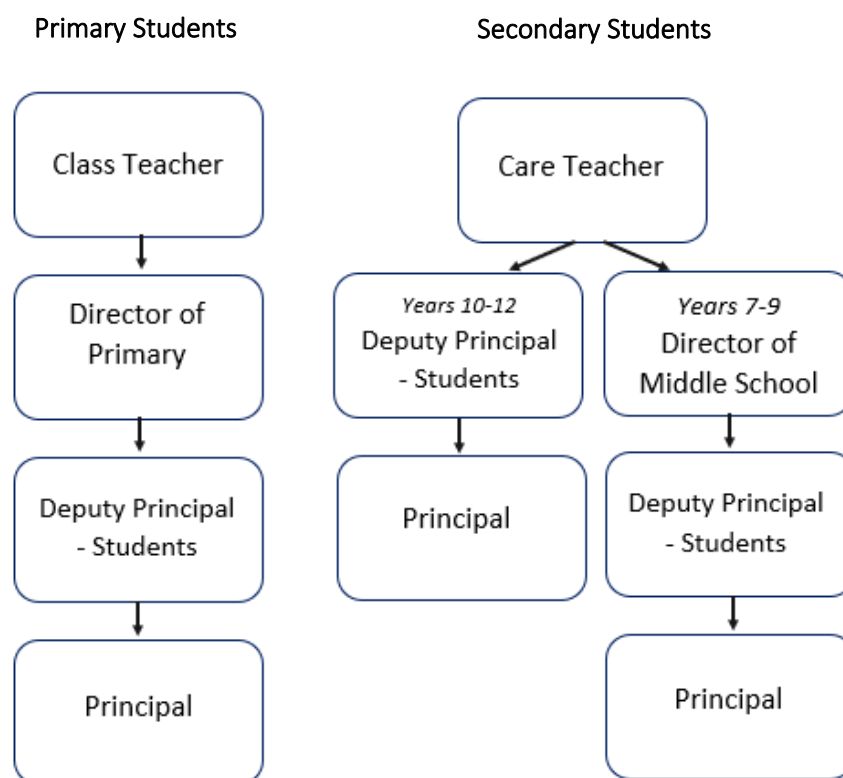 Primary Students
Class Teacher
Director of
Primary
Deputy Principal
- Students
Principal
Secondary Students
Care Teacher
Years 10-12
Deputy Principal
- Students
Principal
Years 7-9
Director of
Middle School
Deputy Principal
- Students
Principal